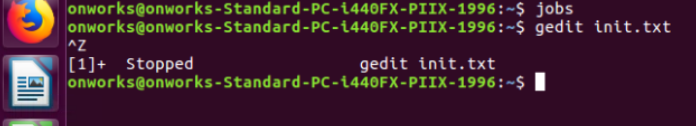 onworks@onworks-Standard-PC-i440FX-PIIX-1996:~$ jobs
onworks@onworks-Standard-PC-i440FX-PIIX-1996:~$ gedit init.txt
^Z
[1]+  Stopped                 gedit init.txt
onworks@onworks-Standard-PC-i440FX-PIIX-1996:~$